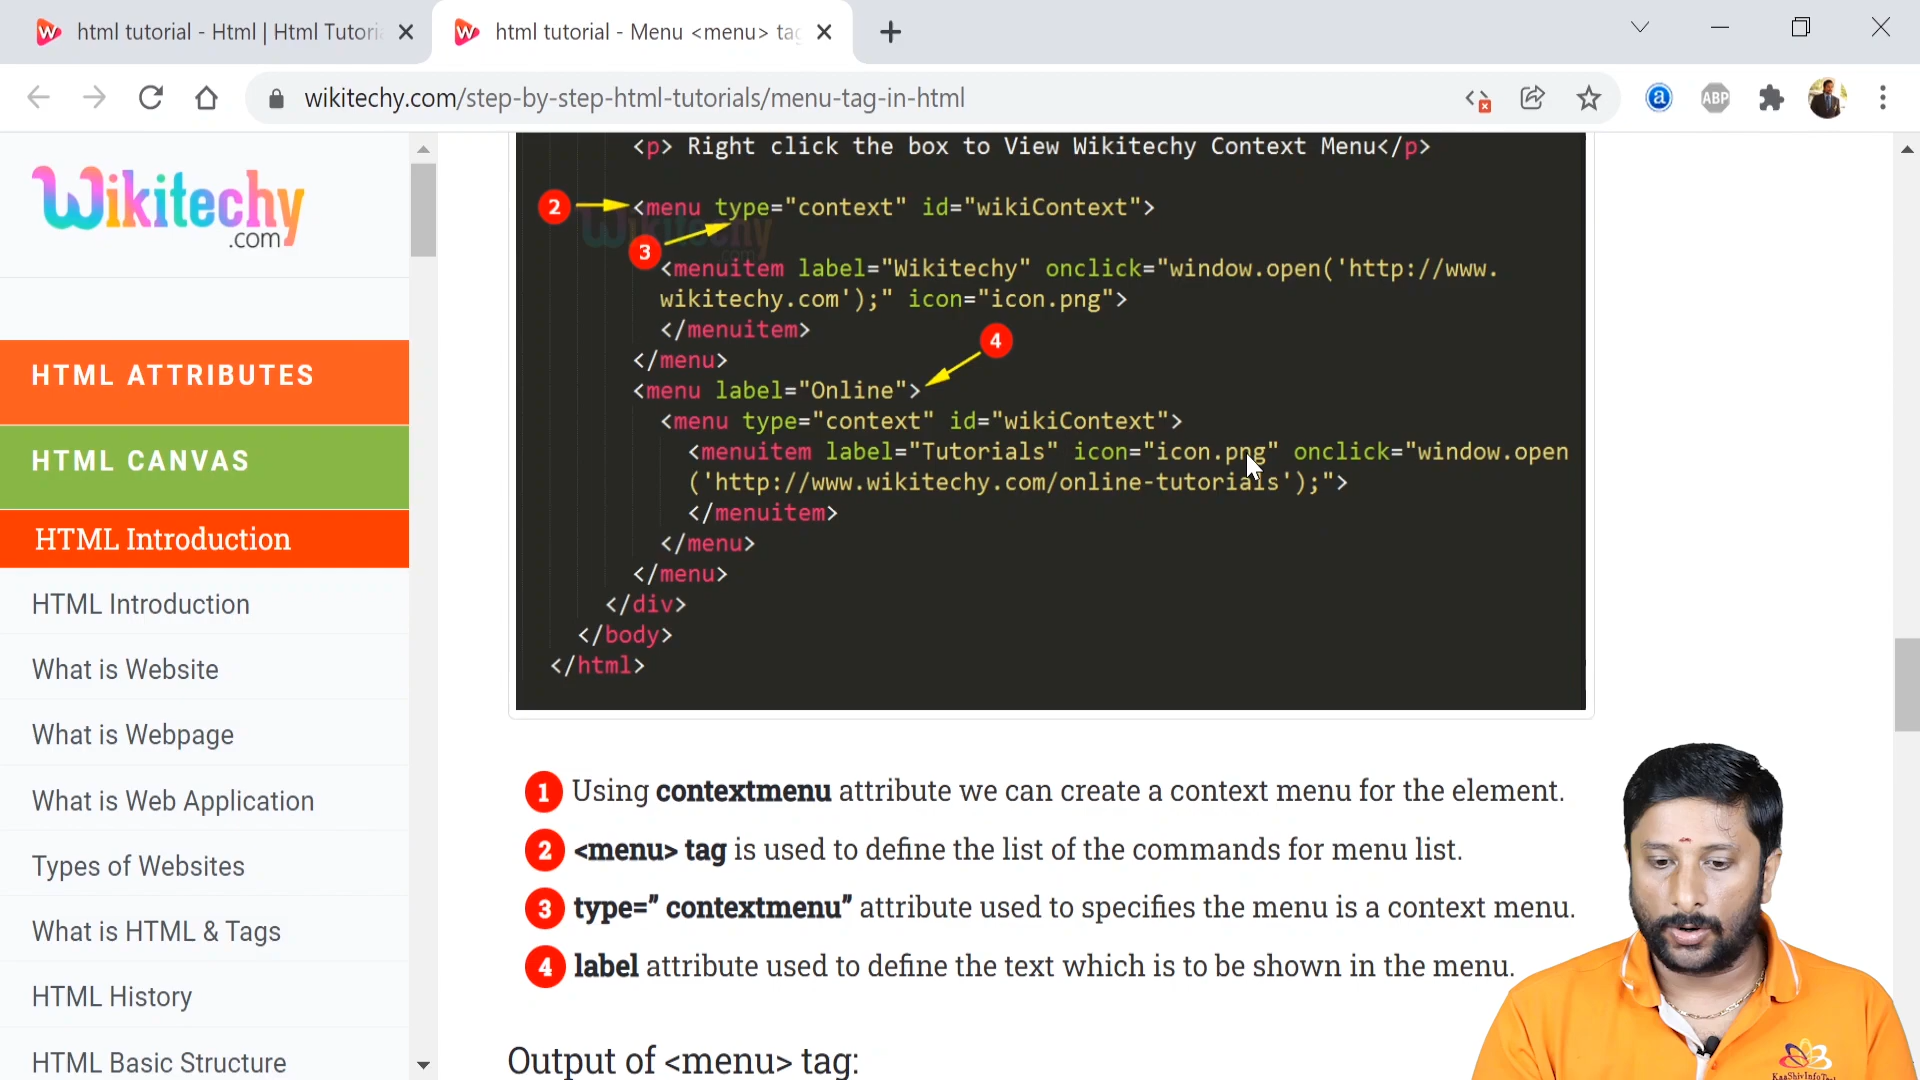 html tutorial - Html | Html Tutori
html tutorial - Menu <menu> tag
wikitechy.com/step-by-step-html-tutorials/menu-tag-in-html
a
ABP
Wikitechy
.com
HTML ATTRIBUTES
HTML CANVAS
HTML Introduction
HTML Introduction
What is Website
What is Webpage
What is Web Application
Types of Websites
What is HTML & Tags
HTML History
HTML Basic Structure
<p> Right click the box to View Wikitechy Context Menu</p>
2 <menu type="context" id="wikiContext">
3
<menuitem label="Wikitechy" onclick="window.open('http://www.
wikitechy.com');" icon="icon.png">
</menuitem>
4
</menu>
<menu label="Online">
<menu type="context" id="wikiContext">
<menuitem label="Tutorials" icon="icon.png" onclick="window.open
('http://www.wikitechy.com/online-tutorials');">
</menuitem>
</menu>
</menu>
</div>
</body>
</html>
1 Using contextmenu attribute we can create a context menu for the element.
2 <menu> tag is used to define the list of the commands for menu list.
3 type=” contextmenu” attribute used to specifies the menu is a context menu.
4 label attribute used to define the text which is to be shown in the menu.
Output of <menu> tag: